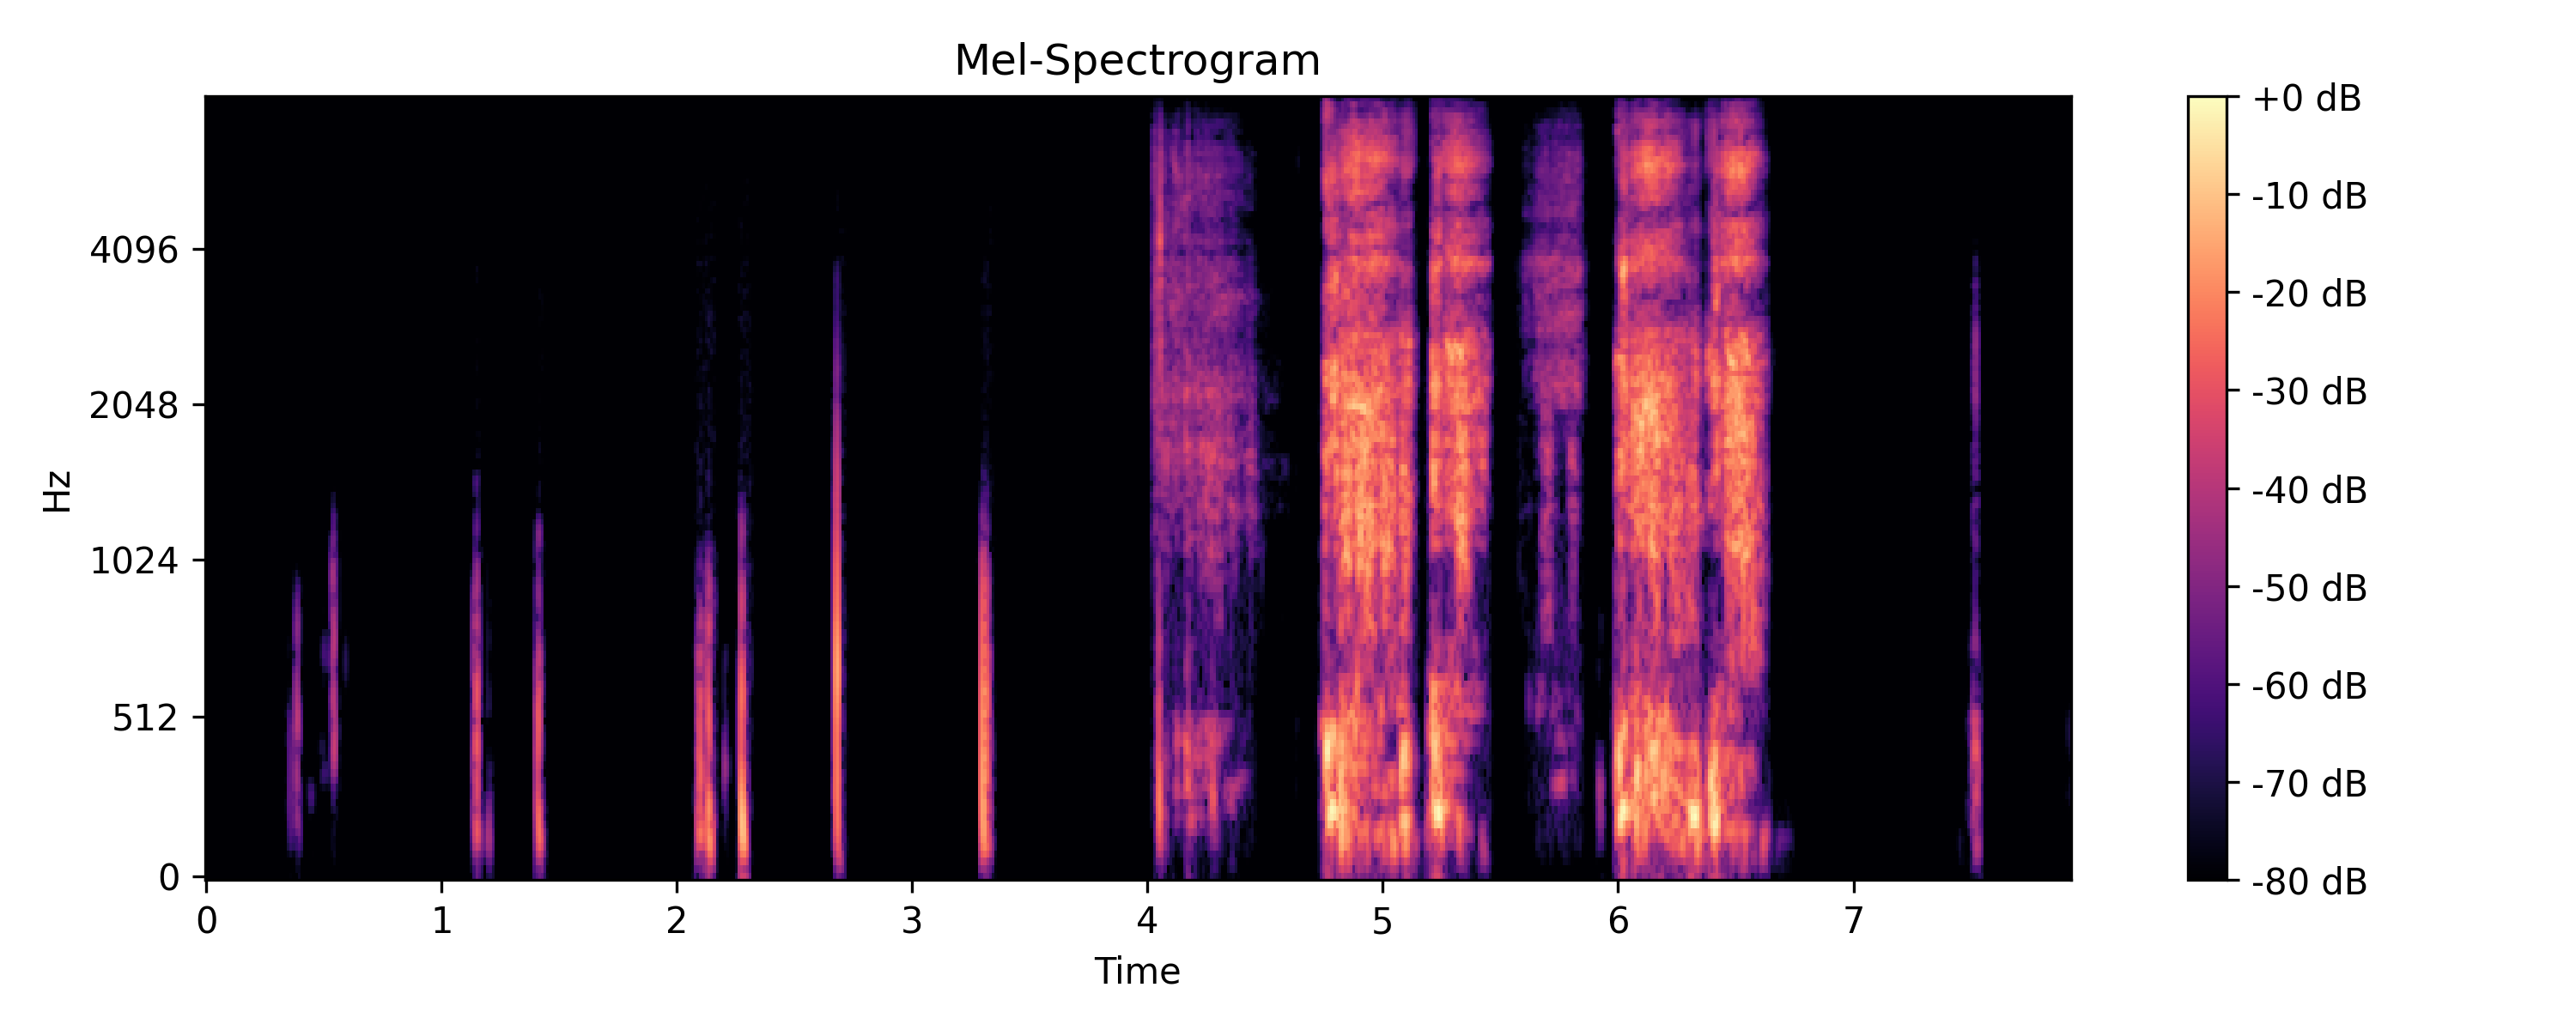 Mel-Spectrogram
+0 dB
-10 dB
-20 dB
-30 dB
-40 dB
-50 dB
-60 dB
-70 dB
-80 dB
Hz
4096
2048
1024
512
0
0 1 2 3 4 5 6 7
Time